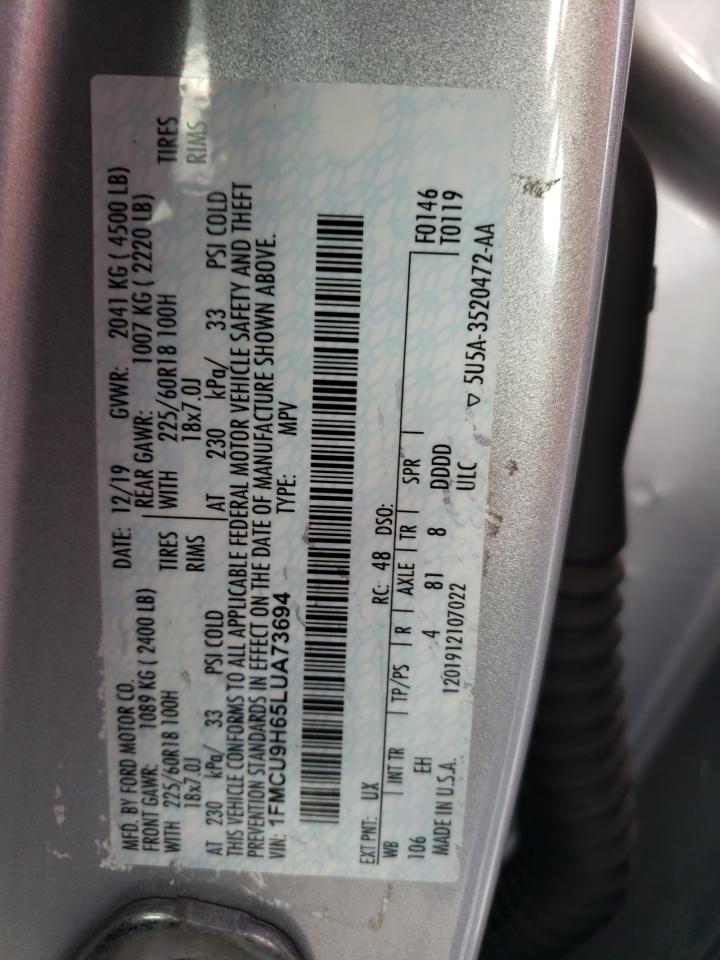 MFD. BY FORD MOTOR CO. DATE: 12/19 GVWR: 2041 KG ( 4500 LB)
FRONT GAWR: 1089 KG ( 2400 LB) REAR GAWR: 1007 KG ( 2220 LB)
WITH 225/60R18 100H TIRES WITH 225/60R18 100H TIRES
18x7.0J RIMS 18x7.0J RIMS
AT 230 kPa/ 33 PSI COLD AT 230 kPa/ 33 PSI COLD
THIS VEHICLE CONFORMS TO ALL APPLICABLE FEDERAL MOTOR VEHICLE SAFETY AND THEFT
PREVENTION STANDARDS IN EFFECT ON THE DATE OF MANUFACTURE SHOWN ABOVE.
VIN: 1FMCU9H65LUA73694 TYPE: MPV
EXT PNT: UX RC: 48 DSO:
WB INT TR TP/PS R AXLE TR SPR F0146
106 EH 4 81 8 DDDD T0119
MADE IN U.S.A. 1201912107022 ULC
▽ 5U5A-3520472-AA